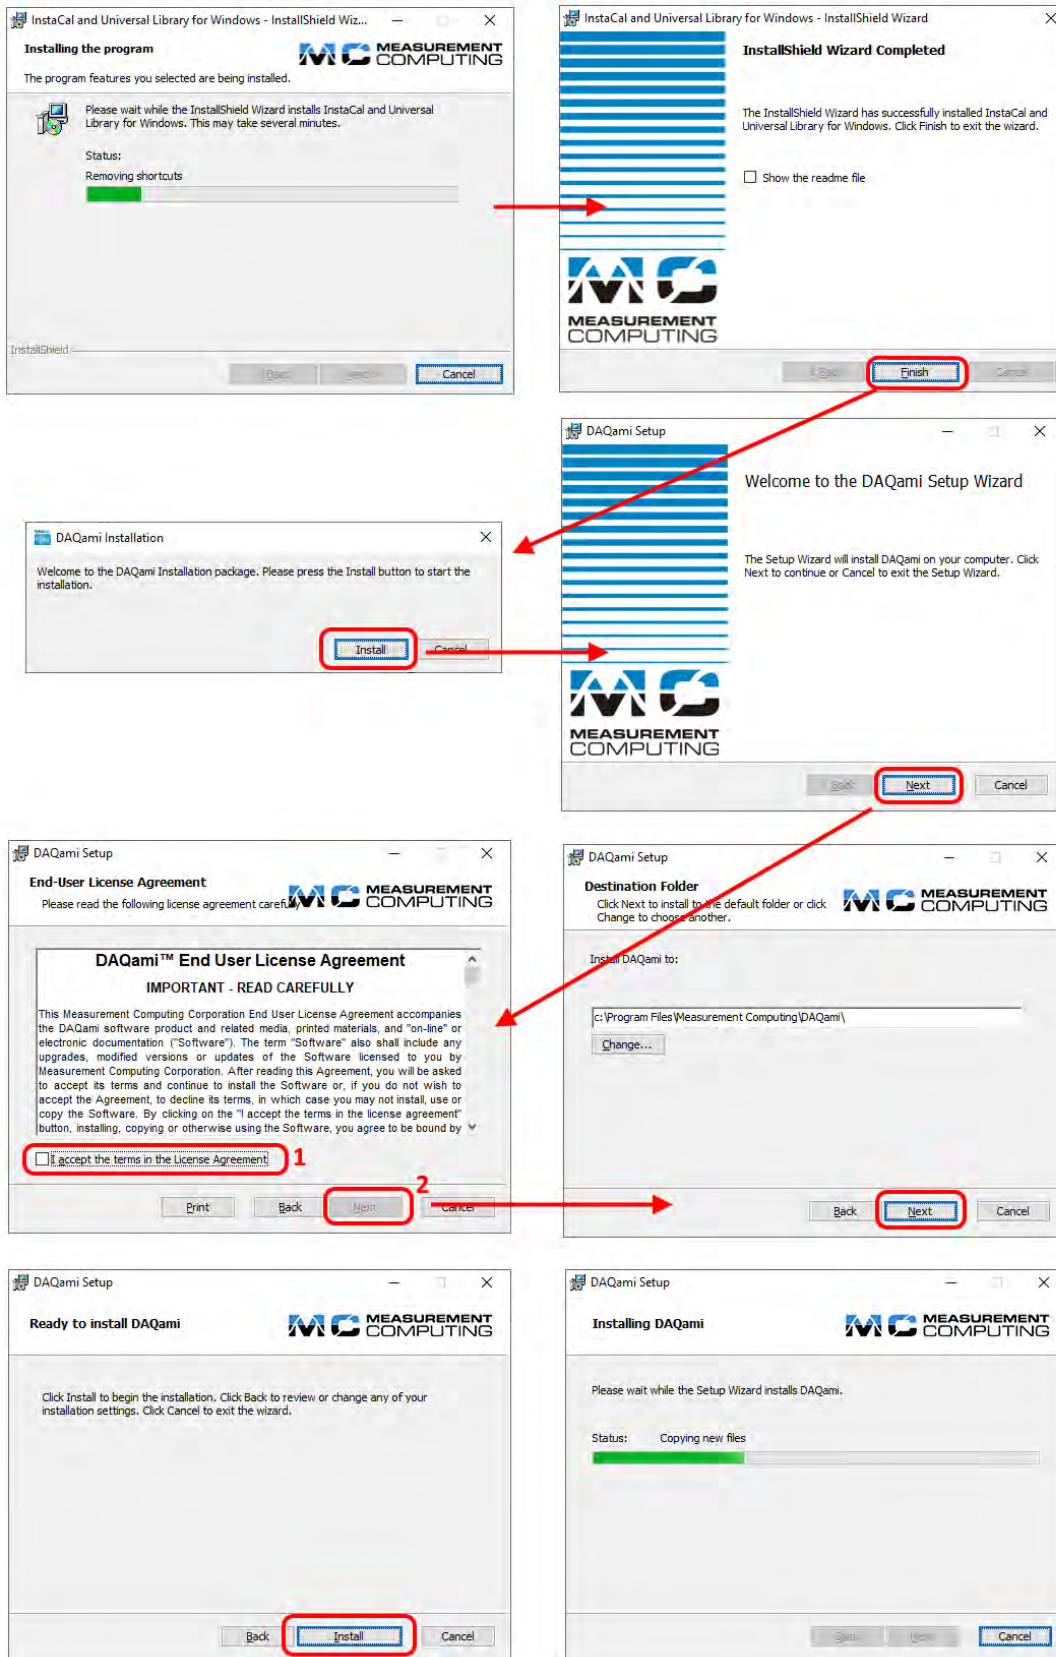 InstaCal and Universal Library for Windows - InstallShield Wiz...
Installing the program
The program features you selected are being installed.
MC MEASUREMENT
COMPUTING
Please wait while the InstallShield Wizard installs InstaCal and Universal
Library for Windows. This may take several minutes.
Status:
Removing shortcuts
InstallShield
Cancel
InstaCal and Universal Library for Windows - InstallShield Wizard
InstallShield Wizard Completed
The InstallShield Wizard has successfully installed InstaCal and
Universal Library for Windows. Click Finish to exit the wizard.
Show the readme file
MC
MEASUREMENT
COMPUTING
Finish
Cancel
DAQami Installation
Welcome to the DAQami Installation package. Please press the Install button to start the
installation.
Install
Cancel
DAQami Setup
Welcome to the DAQami Setup Wizard
The Setup Wizard will install DAQami on your computer. Click
Next to continue or Cancel to exit the Setup Wizard.
MC
MEASUREMENT
COMPUTING
Back
Next
Cancel
DAQami Setup
End-User License Agreement
Please read the following license agreement carefully
MC MEASUREMENT
COMPUTING
DAQami™ End User License Agreement
IMPORTANT - READ CAREFULLY
This Measurement Computing Corporation End User License Agreement accompanies
the DAQami software product and related media, printed materials, and "on-line" or
electronic documentation ("Software"). The term "Software" also shall include any
upgrades, modified versions or updates of the Software licensed to you by
Measurement Computing Corporation. After reading this Agreement, you will be asked
to accept its terms and continue to install the Software or, if you do not wish to
accept the Agreement, to decline its terms, in which case you may not install, use or
copy the Software. By clicking on the "I accept the terms in the license agreement"
button, installing, copying or otherwise using the Software, you agree to be bound by
I accept the terms in the License Agreement
1
2
Print
Back
Next
Cancel
DAQami Setup
Destination Folder
Click Next to install to the default folder or click
Change to choose another.
MC MEASUREMENT
COMPUTING
Install DAQami to:
c:\Program Files\Measurement Computing\DAQami\
Change...
Back
Next
Cancel
DAQami Setup
Ready to install DAQami
MC MEASUREMENT
COMPUTING
Click Install to begin the installation. Click Back to review or change any of your
installation settings. Click Cancel to exit the wizard.
Back
Install
Cancel
DAQami Setup
Installing DAQami
MC MEASUREMENT
COMPUTING
Please wait while the Setup Wizard installs DAQami.
Status: Copying new files
Back
Next
Cancel